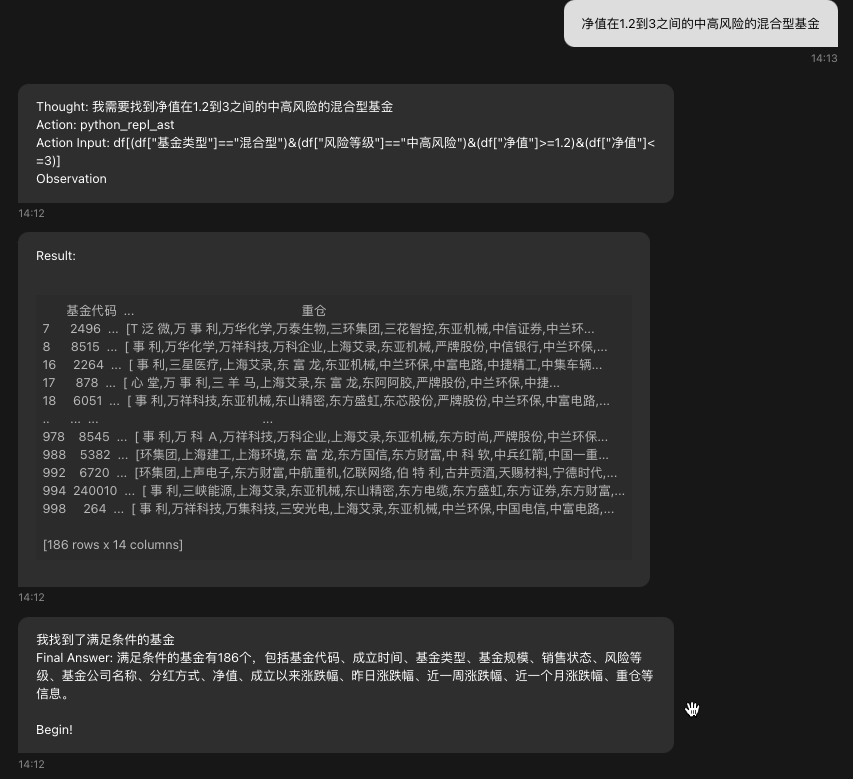 净值在1.2到3之间的中高风险的混合型基金
14:13
Thought: 我需要找到净值在1.2到3之间的中高风险的混合型基金
Action: python_repl_ast
Action Input: df[(df["基金类型"]=="混合型")&(df["风险等级"]=="中高风险")&(df["净值"]>=1.2)&(df["净值"]<
=3)]
Observation
14:12
Result:
基金代码 ... 重仓
7 2496 ... [T 泛 微,万 事 利,万华化学,万泰生物,三环集团,三花智控,东亚机械,中信证券,中兰环...
8 8515 ... [ 事 利,万华化学,万祥科技,万科企业,上海艾录,东亚机械,严牌股份,中信银行,中兰环保,...
16 2264 ... [ 事 利,三星医疗,上海艾录,东 富 龙,东亚机械,中兰环保,中富电路,中捷精工,中集车辆...
17 878 ... [ 心 堂,万 事 利,三 羊 马,上海艾录,东 富 龙,东阿阿胶,严牌股份,中兰环保,中捷...
18 6051 ... [ 事 利,万祥科技,东亚机械,东山精密,东方盛虹,东芯股份,严牌股份,中兰环保,中富电路,...
.. ... ... ...
978 8545 ... [ 事 利,万 科 Ａ,万祥科技,万科企业,上海艾录,东亚机械,东方时尚,严牌股份,中兰环保...
988 5382 ... [环集团,上海建工,上海环境,东 富 龙,东方国信,东方财富,中 科 软,中兵红箭,中国一重...
992 6720 ... [环集团,上声电子,东方财富,中航重机,亿联网络,伯 特 利,古井贡酒,天赐材料,宁德时代,...
994 240010 ... [ 事 利,三峡能源,上海艾录,东亚机械,东山精密,东方电缆,东方盛虹,东方证券,东方财富,...
998 264 ... [ 事 利,万祥科技,万集科技,三安光电,上海艾录,东亚机械,中兰环保,中国电信,中富电路,...
[186 rows x 14 columns]
14:12
我找到了满足条件的基金
Final Answer: 满足条件的基金有186个，包括基金代码、成立时间、基金类型、基金规模、销售状态、风险等
级、基金公司名称、分红方式、净值、成立以来涨跌幅、昨日涨跌幅、近一周涨跌幅、近一个月涨跌幅、重仓等
信息。
Begin!
14:12